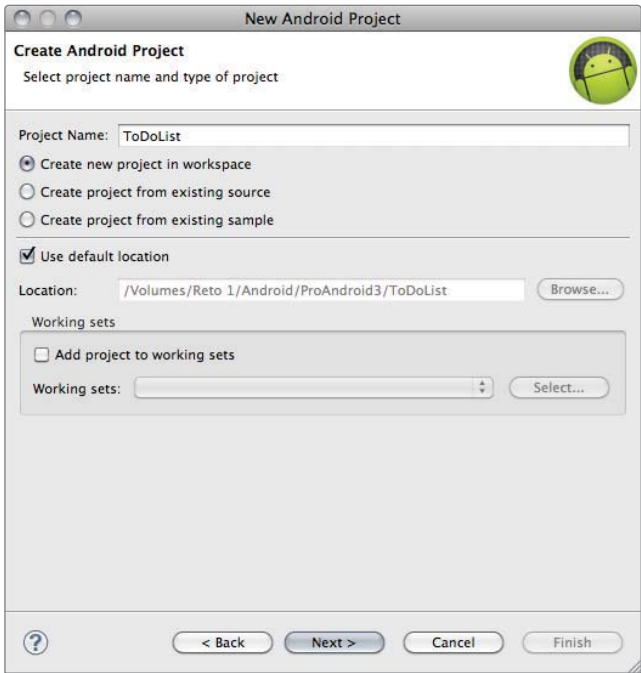 New Android Project
Create Android Project
Select project name and type of project
Project Name: ToDoList
Create new project in workspace
Create project from existing source
Create project from existing sample
Use default location
Location: /Volumes/Reto 1/Android/ProAndroid3/ToDoList Browse...
Working sets
Add project to working sets
Working sets: Select...
? < Back Next > Cancel Finish